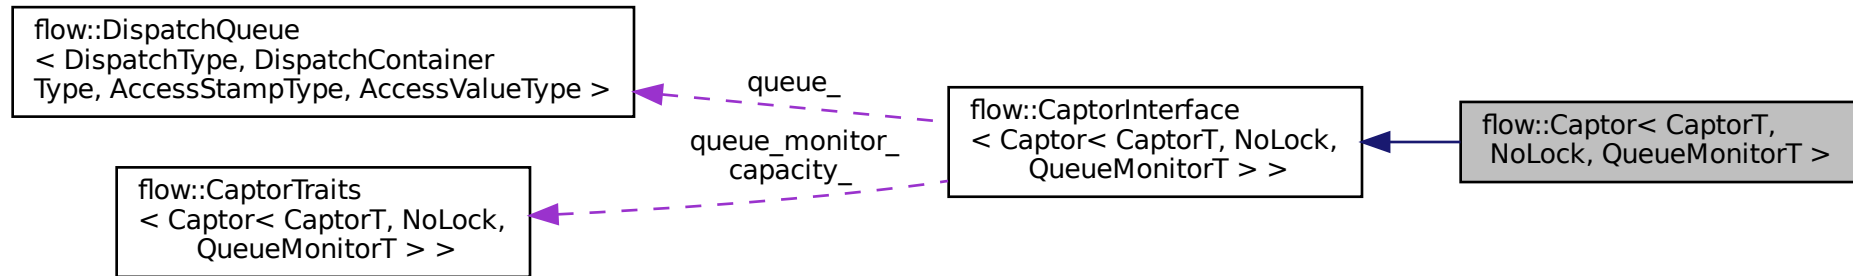 flow::DispatchQueue
< DispatchType, DispatchContainer
Type, AccessStampType, AccessValueType >
queue_
queue_monitor_
capacity_
flow::CaptorTraits
< Captor< CaptorT, NoLock,
QueueMonitorT > >
flow::CaptorInterface
< Captor< CaptorT, NoLock,
QueueMonitorT > >
flow::Captor< CaptorT,
NoLock, QueueMonitorT >